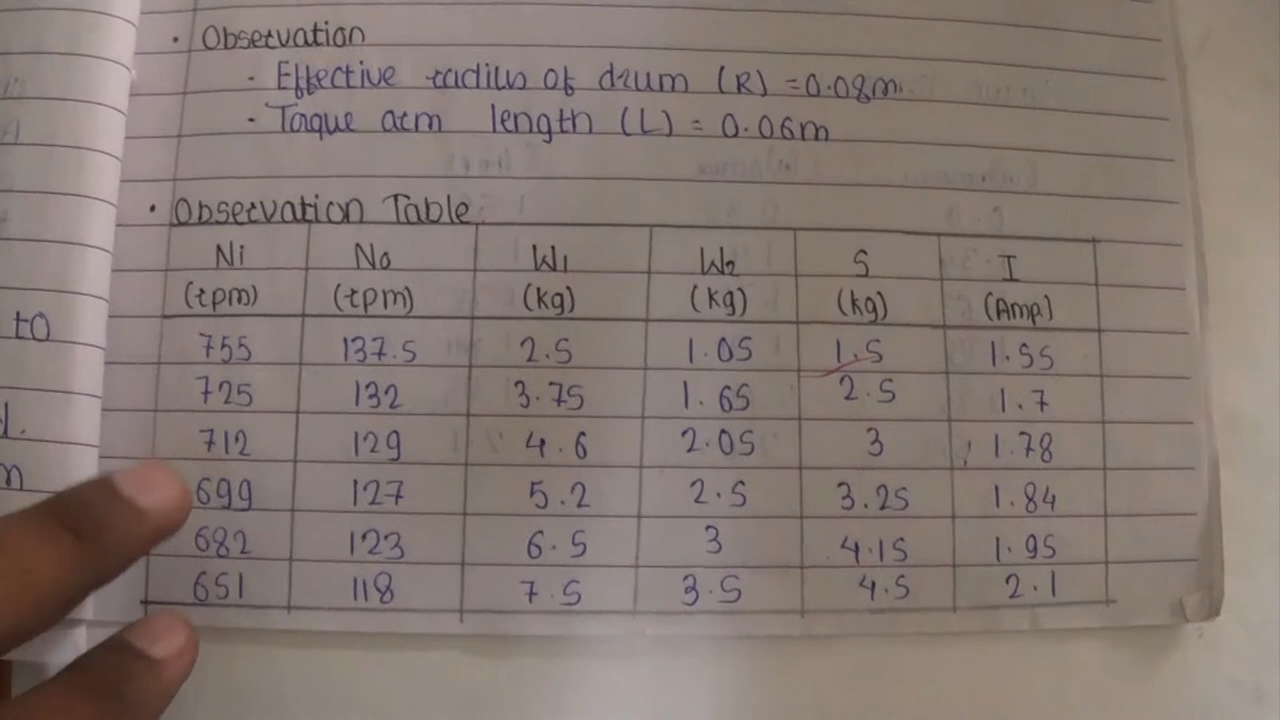 • Observation
- Effective radius of drum (R) = 0.08m
- Taque arm length (L) = 0.06m
• Observation Table
Ni No W1 W2 S I
(rpm) (rpm) (kg) (kg) (kg) (Amp.)
755 137.5 2.5 1.05 1.5 1.55
725 132 3.75 1.65 2.5 1.7
712 129 4.6 2.05 3 1.78
699 127 5.2 2.5 3.25 1.84
682 123 6.5 3 4.15 1.95
651 118 7.5 3.5 4.5 2.1
to